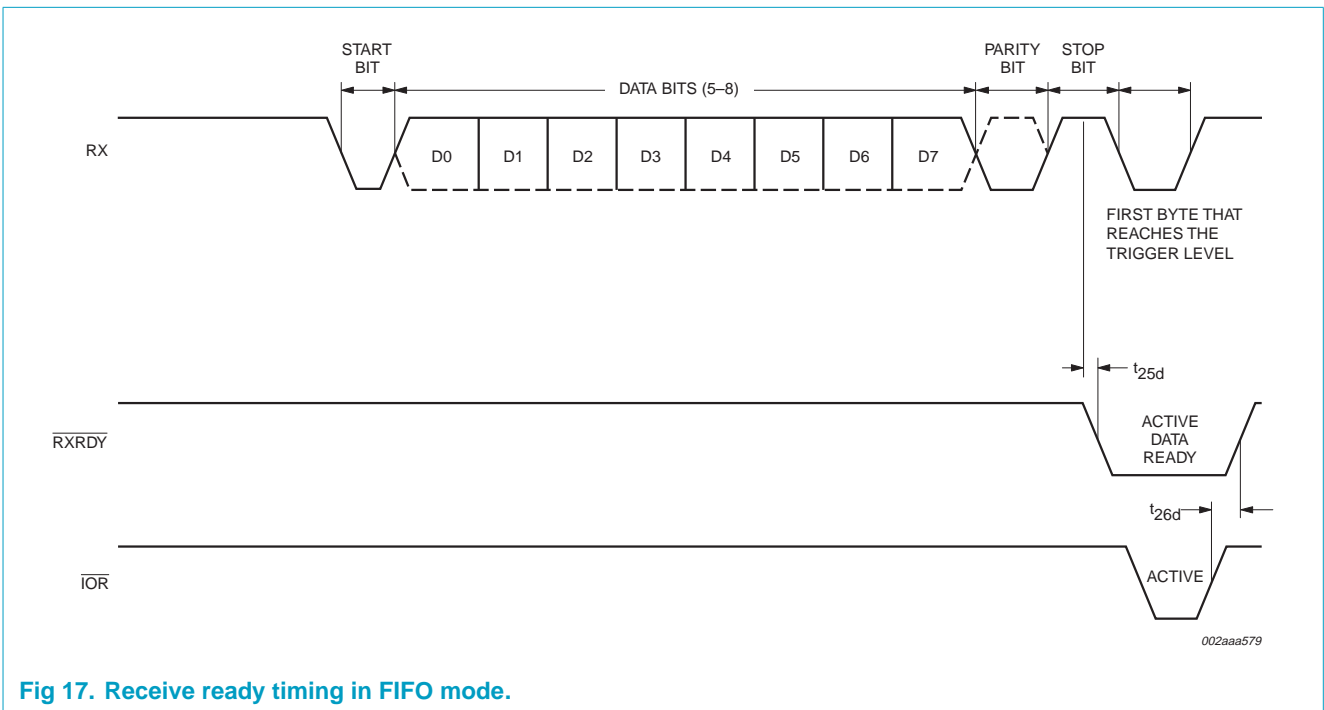 START
BIT
DATA BITS (5–8)
PARITY
BIT
STOP
BIT
RX
D0 D1 D2 D3 D4 D5 D6 D7
FIRST BYTE THAT
REACHES THE
TRIGGER LEVEL
t25d
RXRDY
ACTIVE
DATA
READY
t26d
IOR
ACTIVE
002aaa579
Fig 17. Receive ready timing in FIFO mode.